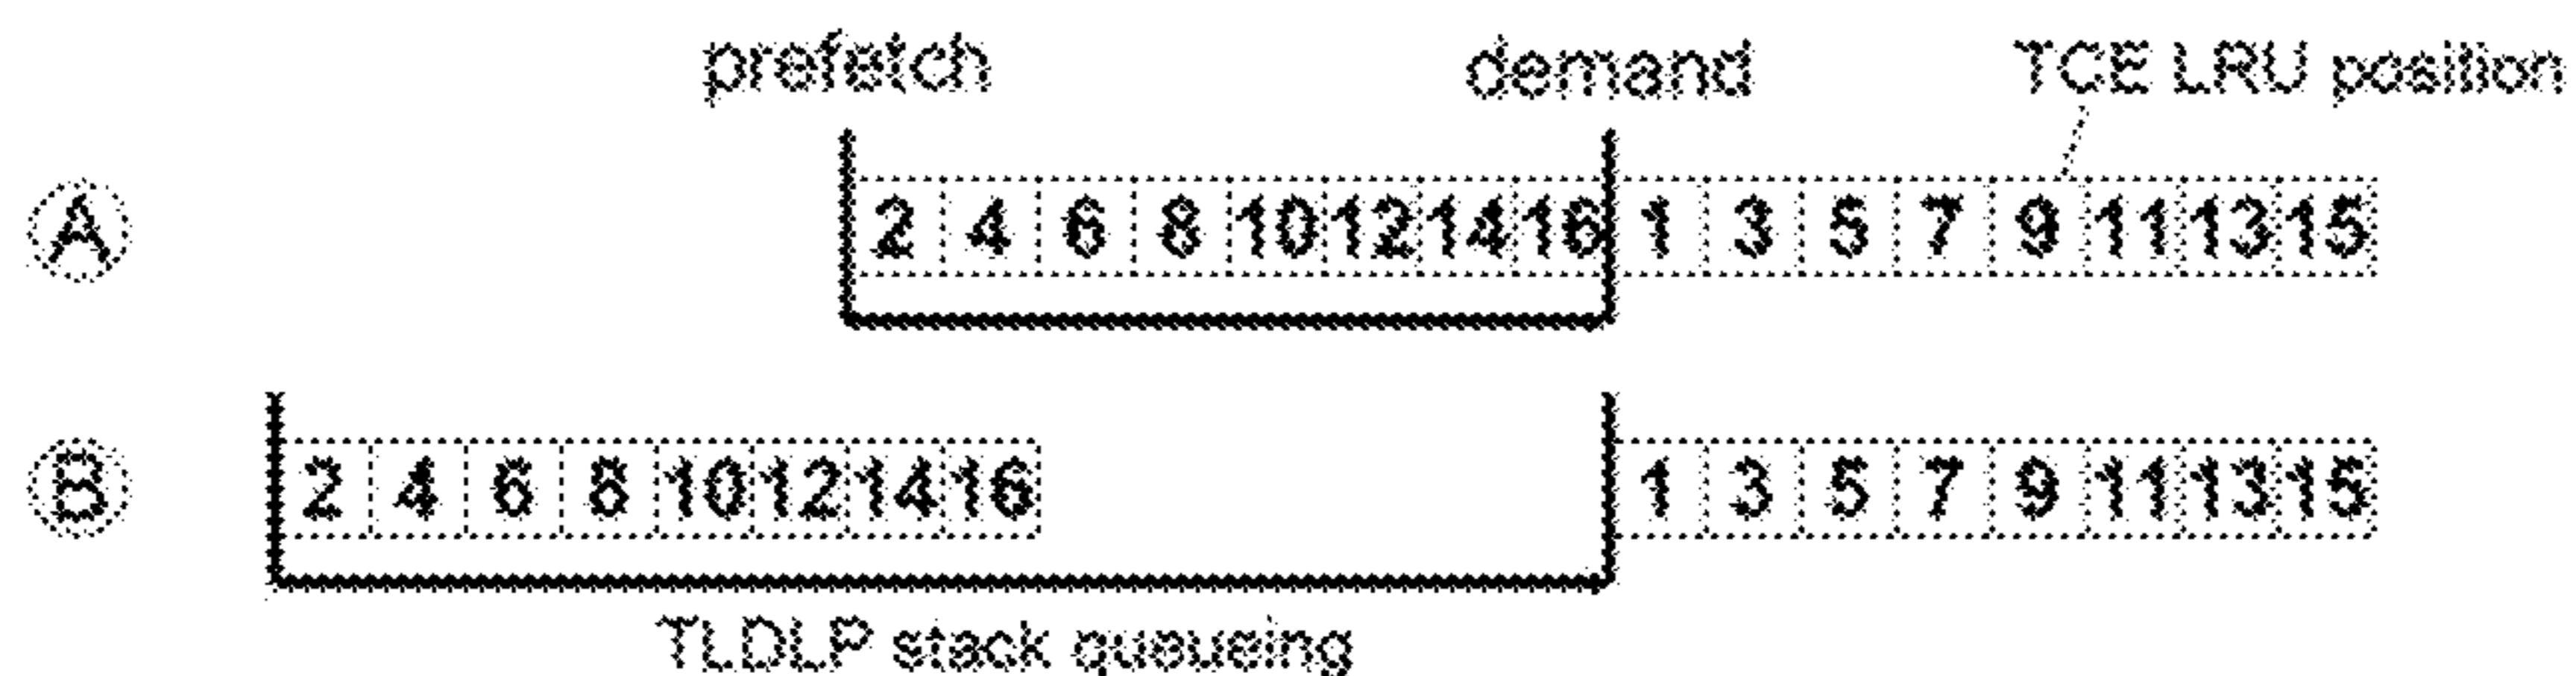 prefetch demand TCE LRU position
A 2 4 6 8 10 12 14 16 1 3 5 7 9 11 13 15
B 2 4 6 8 10 12 14 16 1 3 5 7 9 11 13 15
TLDLP stack queueing